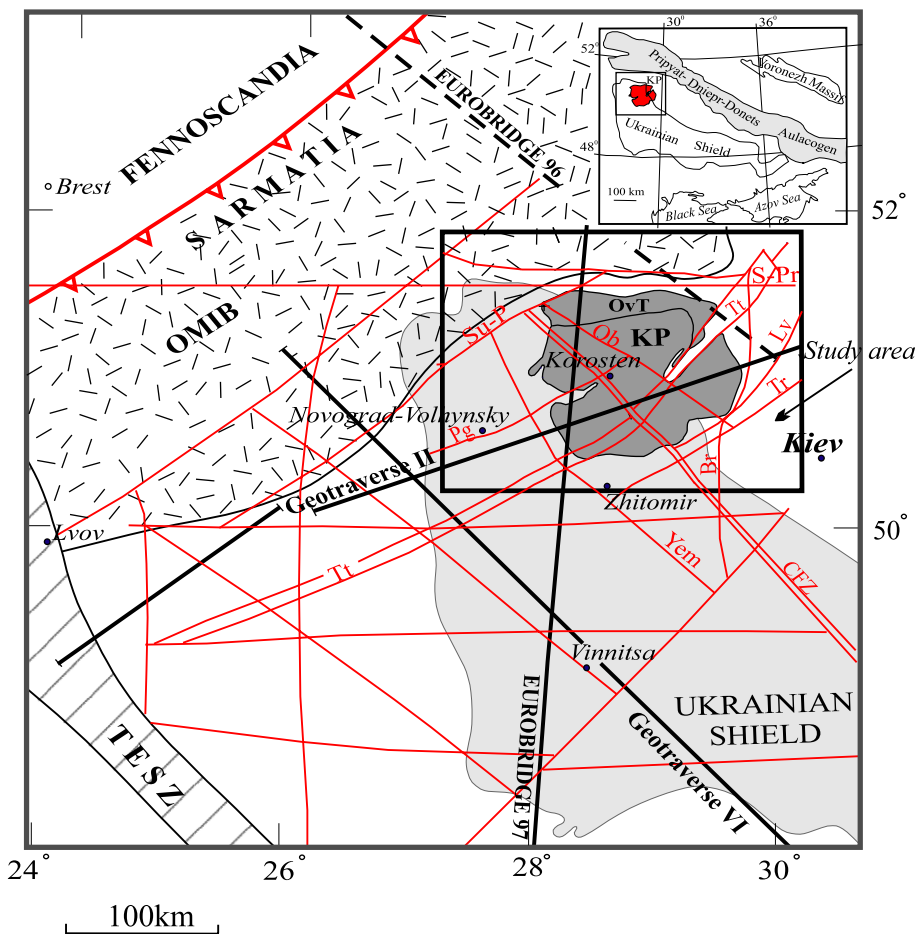 30°
36°
52°
Pripyat-Dniepr-Donets
Aulacogen
Voronezh Massif
KP
Ukrainian
Shield
48°
100 km
Black Sea
Azov Sea
FENNOSCANDIA
SARMATIA
EUROBRIDGE 96
Brest
52°
OMIB
S-Pr
Su-P
OvT
Tt
Ob
KP
Lv
Korosten
Study area
Tr
Novograd-Volhynsky
Pg
Kiev
Geotraverse II
Br
Zhitomir
Lvov
50°
Yem
Tt
CFZ
Vinnitsa
EUROBRIDGE 97
UKRAINIAN
SHIELD
Geotraverse VI
TESZ
24°
26°
28°
30°
100km